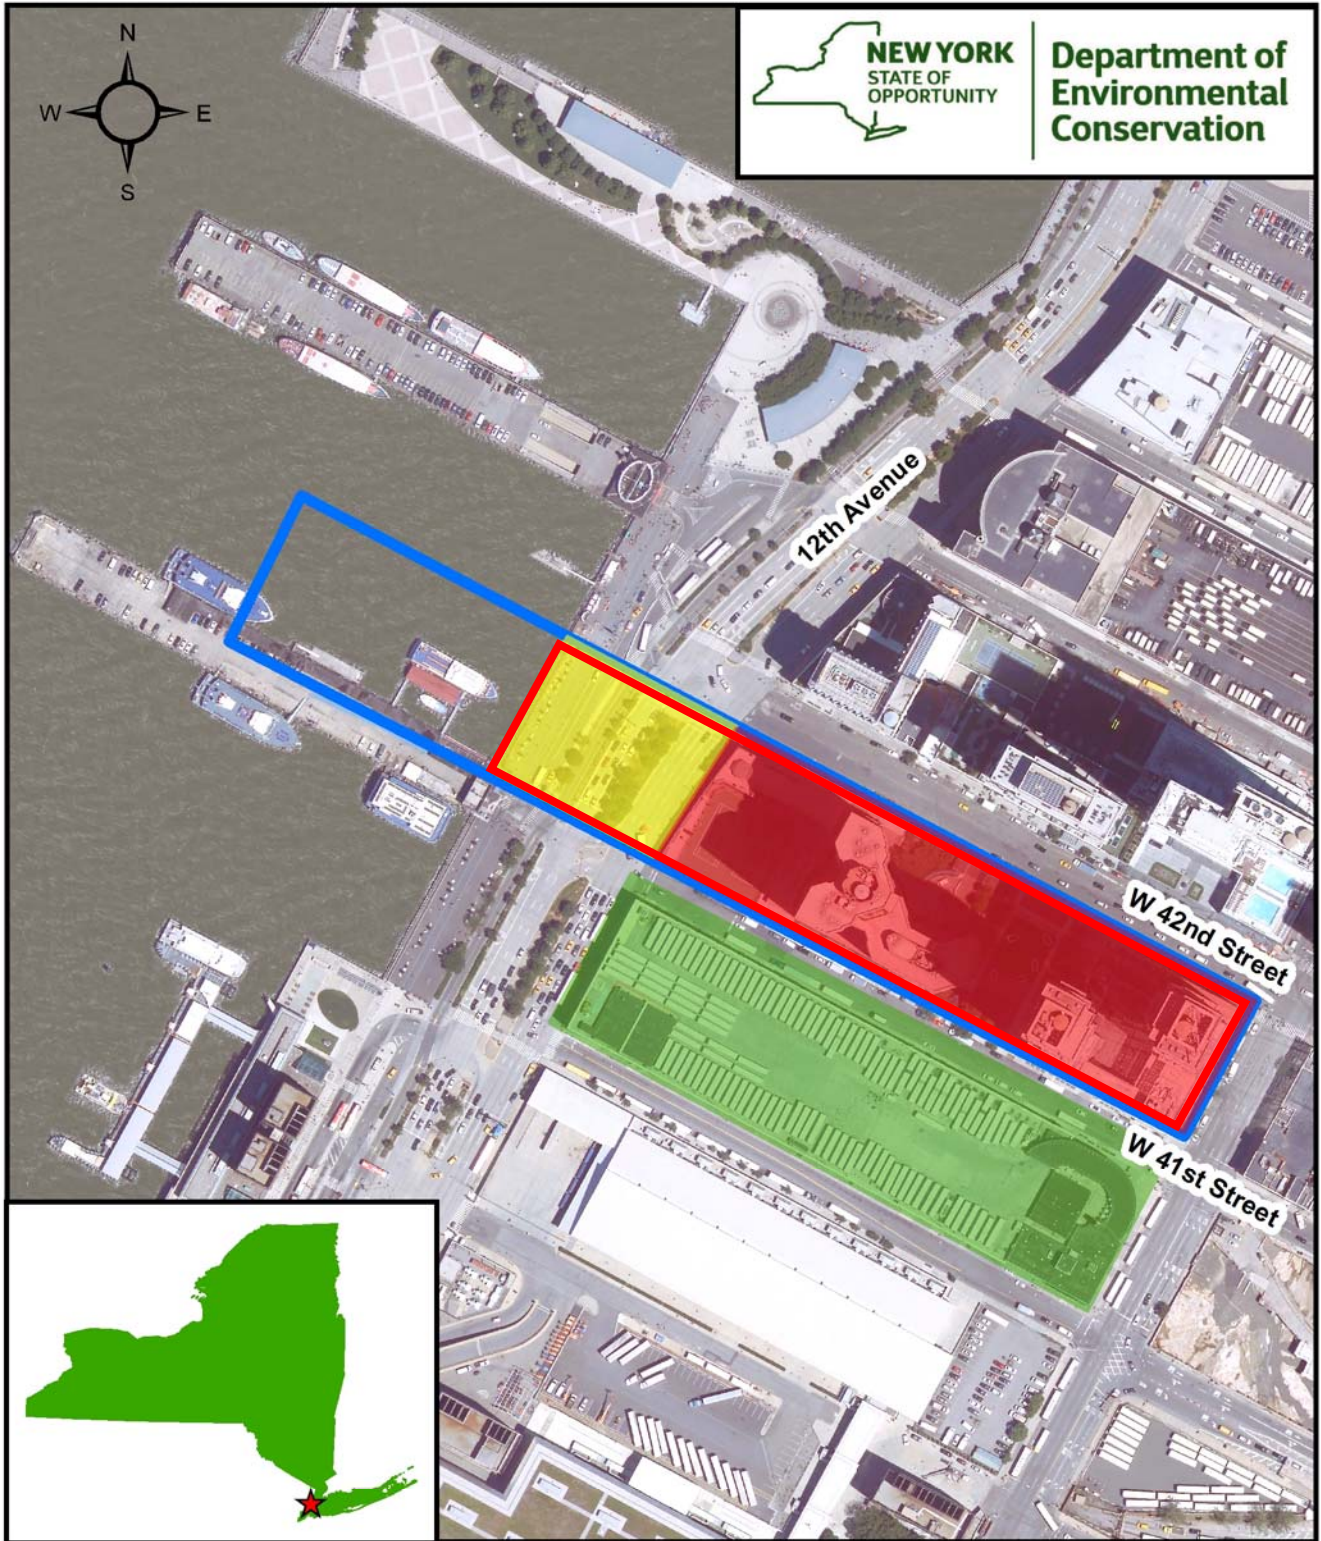 N
W E
S
NEW YORK
STATE OF
OPPORTUNITY
Department of
Environmental
Conservation
12th Avenue
W 42nd Street
W 41st Street